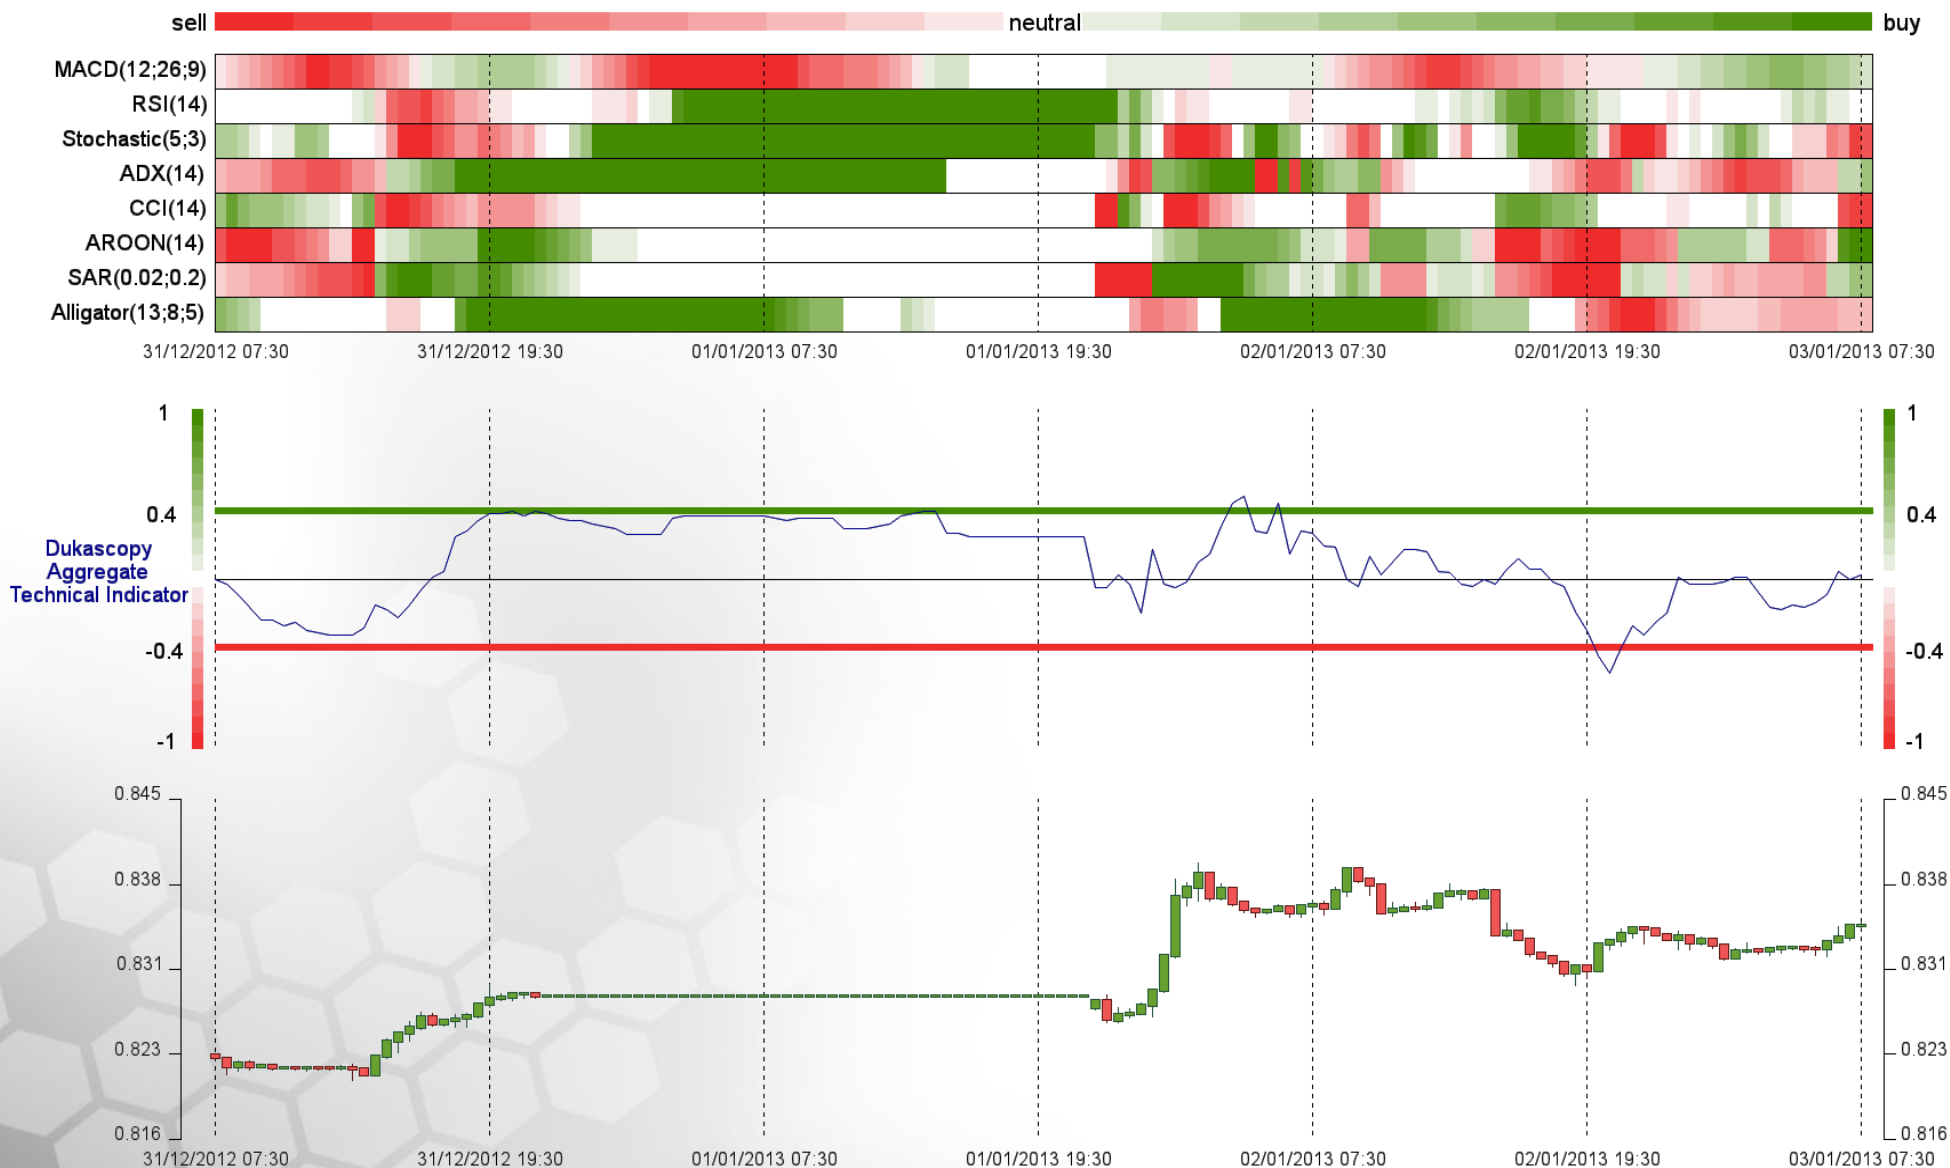 sell neutral buy
MACD(12;26;9)
RSI(14)
Stochastic(5;3)
ADX(14)
CCI(14)
AROON(14)
SAR(0.02;0.2)
Alligator(13;8;5)
31/12/2012 07:30 31/12/2012 19:30 01/01/2013 07:30 01/01/2013 19:30 02/01/2013 07:30 02/01/2013 19:30 03/01/2013 07:30
1 1
0.4 0.4
Dukascopy
Aggregate
Technical Indicator
-0.4 -0.4
-1 -1
0.845 0.845
0.838 0.838
0.831 0.831
0.823 0.823
0.816 0.816
31/12/2012 07:30 31/12/2012 19:30 01/01/2013 07:30 01/01/2013 19:30 02/01/2013 07:30 02/01/2013 19:30 03/01/2013 07:30